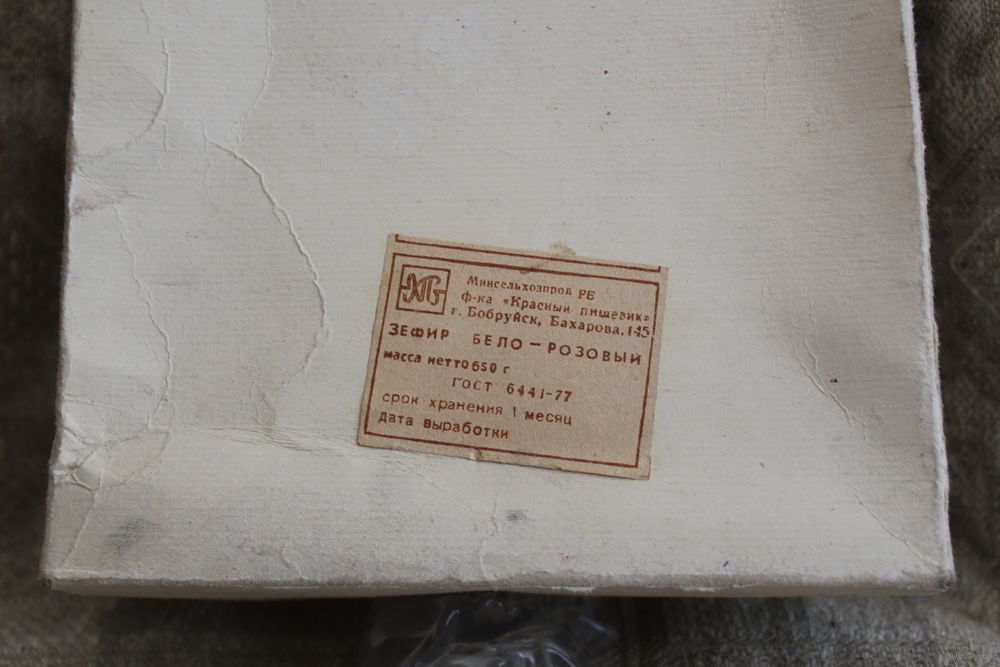 Минсельхозпрод РБ
ф-ка «Красный пищевик»
г. Бобруйск, Бахарова, 145
ЗЕФИР БЕЛО-РОЗОВЫЙ
масса нетто 650 г
ГОСТ 6441-77
срок хранения 1 месяц
Дата выработки